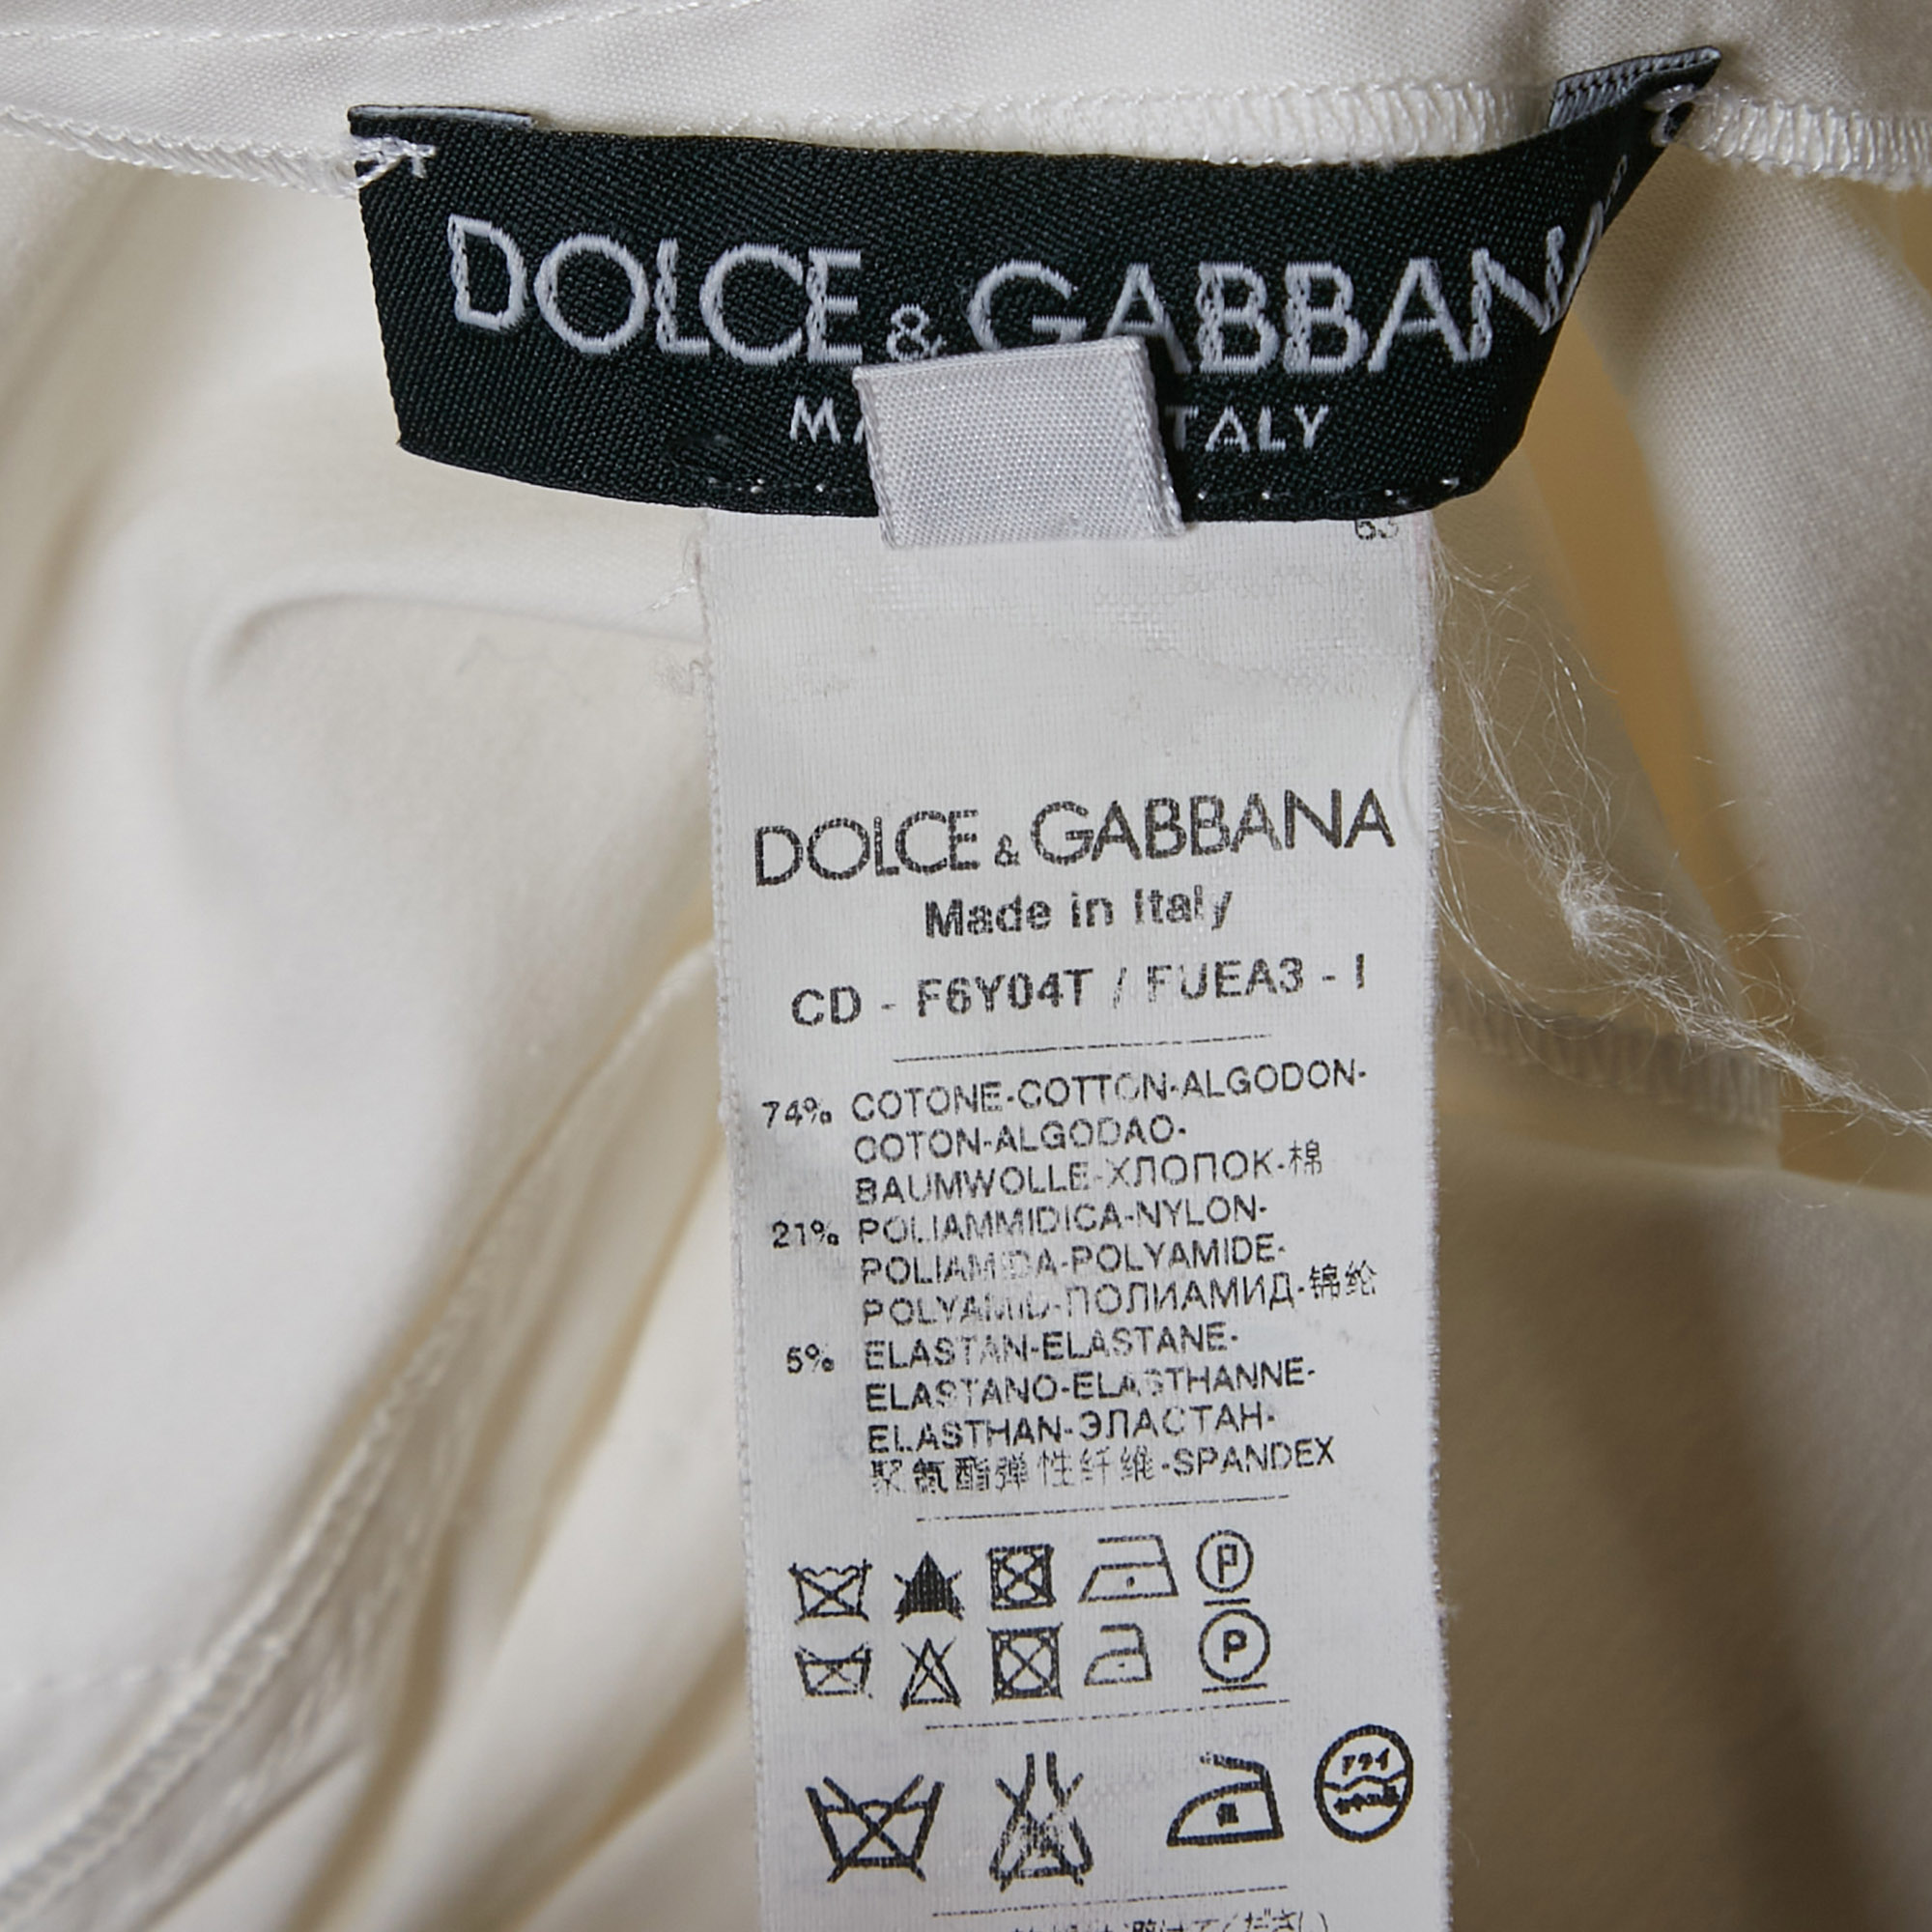 DOLCE & GABBANA
ITALY
63
DOLCE & GABBANA
Made in Italy
CD - F6Y04T / FUEA3 - I
74% COTONE-COTTON-ALGODON-
COTON-ALGODAO-
BAUMWOLLE-ХЛОПОК-棉
21% POLIAMMIDICA-NYLON-
POLIAMIDA-POLYAMIDE-
POLYAMID-ПОЛИАМИД-锦纶
5% ELASTAN-ELASTANE-
ELASTANO-ELASTHANNE-
ELASTHAN-ЭЛАСТАН-
聚氨酯弹性纤维-SPANDEX
P
P